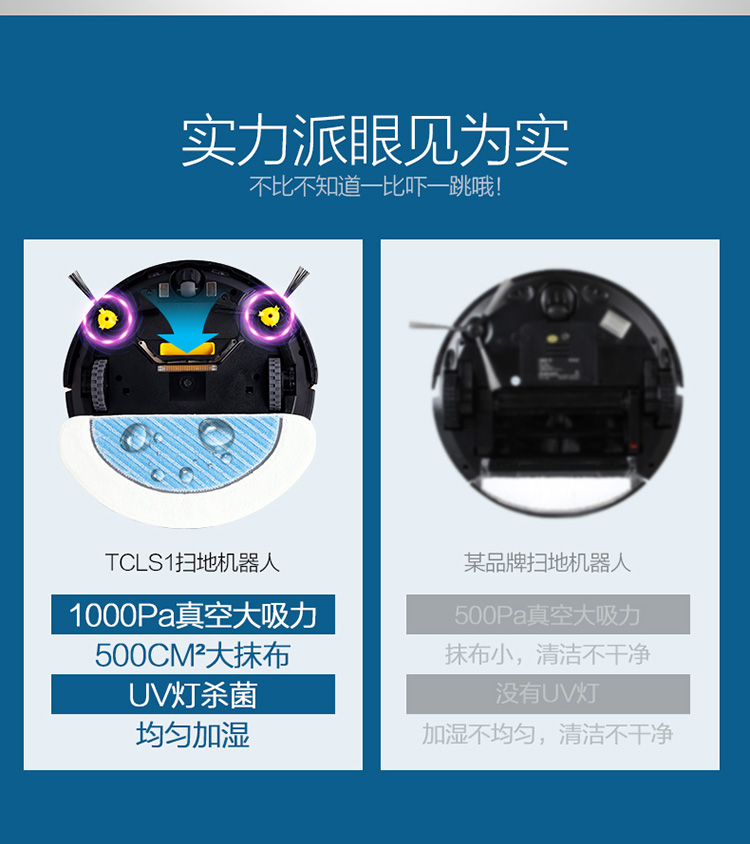 实力派眼见为实
不比不知道一比吓一跳哦!
TCLS1扫地机器人
1000Pa真空大吸力
500CM²大抹布
UV灯杀菌
均匀加湿
某品牌扫地机器人
500Pa真空大吸力
抹布小，清洁不干净
没有UV灯
加湿不均匀，清洁不干净